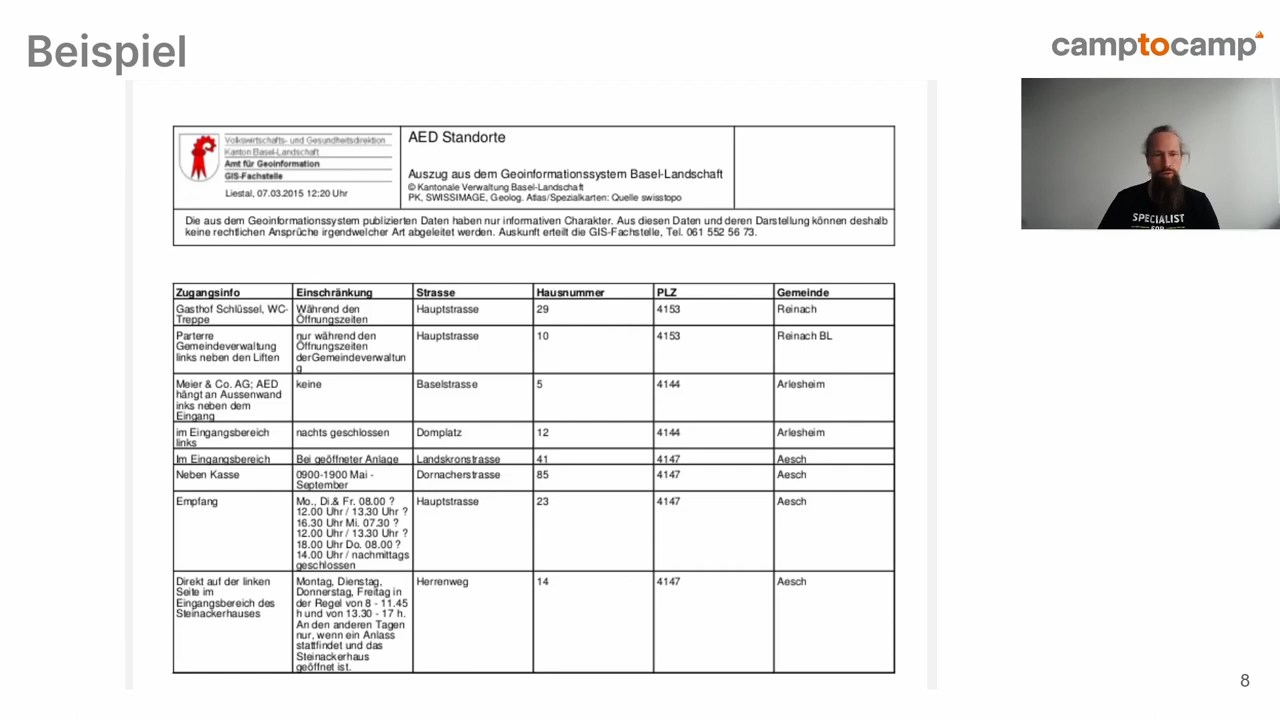 Beispiel
camptocamp
Volkswirtschafts- und Gesundheitsdirektion
Kanton Basel-Landschaft
Amt für Geoinformation
GIS-Fachstelle
Liestal, 07.03.2015 12:20 Uhr
AED Standorte
Auszug aus dem Geoinformationssystem Basel-Landschaft
© Kantonale Verwaltung Basel-Landschaft
PK, SWISSIMAGE, Geolog. Atlas/Spezialkarten: Quelle swisstopo
Die aus dem Geoinformationssystem publizierten Daten haben nur informativen Charakter. Aus diesen Daten und deren Darstellung können deshalb
keine rechtlichen Ansprüche irgendwelcher Art abgeleitet werden. Auskunft erteilt die GIS-Fachstelle, Tel. 061 552 56 73.
SPECIALIST
FOR
Zugangsinfo Einschränkung Strasse Hausnummer PLZ Gemeinde
Gasthof Schlüssel, WC- Während den Hauptstrasse 29 4153 Reinach
Treppe Öffnungszeiten
Parterre nur während den Hauptstrasse 10 4153 Reinach BL
Gemeindeverwaltung Öffnungszeiten
links neben den Liften derGemeindeverwaltun
g
Meier & Co. AG; AED keine Baselstrasse 5 4144 Arlesheim
hängt an Aussenwand
inks neben dem
Eingang
im Eingangsbereich nachts geschlossen Domplatz 12 4144 Arlesheim
links
Im Eingangsbereich Bei geöffneter Anlage Landskronstrasse 41 4147 Aesch
Neben Kasse 0900-1900 Mai - Dornacherstrasse 85 4147 Aesch
September
Empfang Mo., Di.& Fr. 08.00 ? Hauptstrasse 23 4147 Aesch
12.00 Uhr / 13.30 Uhr ?
16.30 Uhr Mi. 07.30 ?
12.00 Uhr / 13.30 Uhr ?
18.00 Uhr Do. 08.00 ?
14.00 Uhr / nachmittags
geschlossen
Direkt auf der linken Montag, Dienstag, Herrenweg 14 4147 Aesch
Seite im Donnerstag, Freitag in
Eingangsbereich des der Regel von 8 - 11.45
Steinackerhauses h und von 13.30 - 17 h.
An den anderen Tagen
nur, wenn ein Anlass
stattfindet und das
Steinackerhaus
geöffnet ist.
8